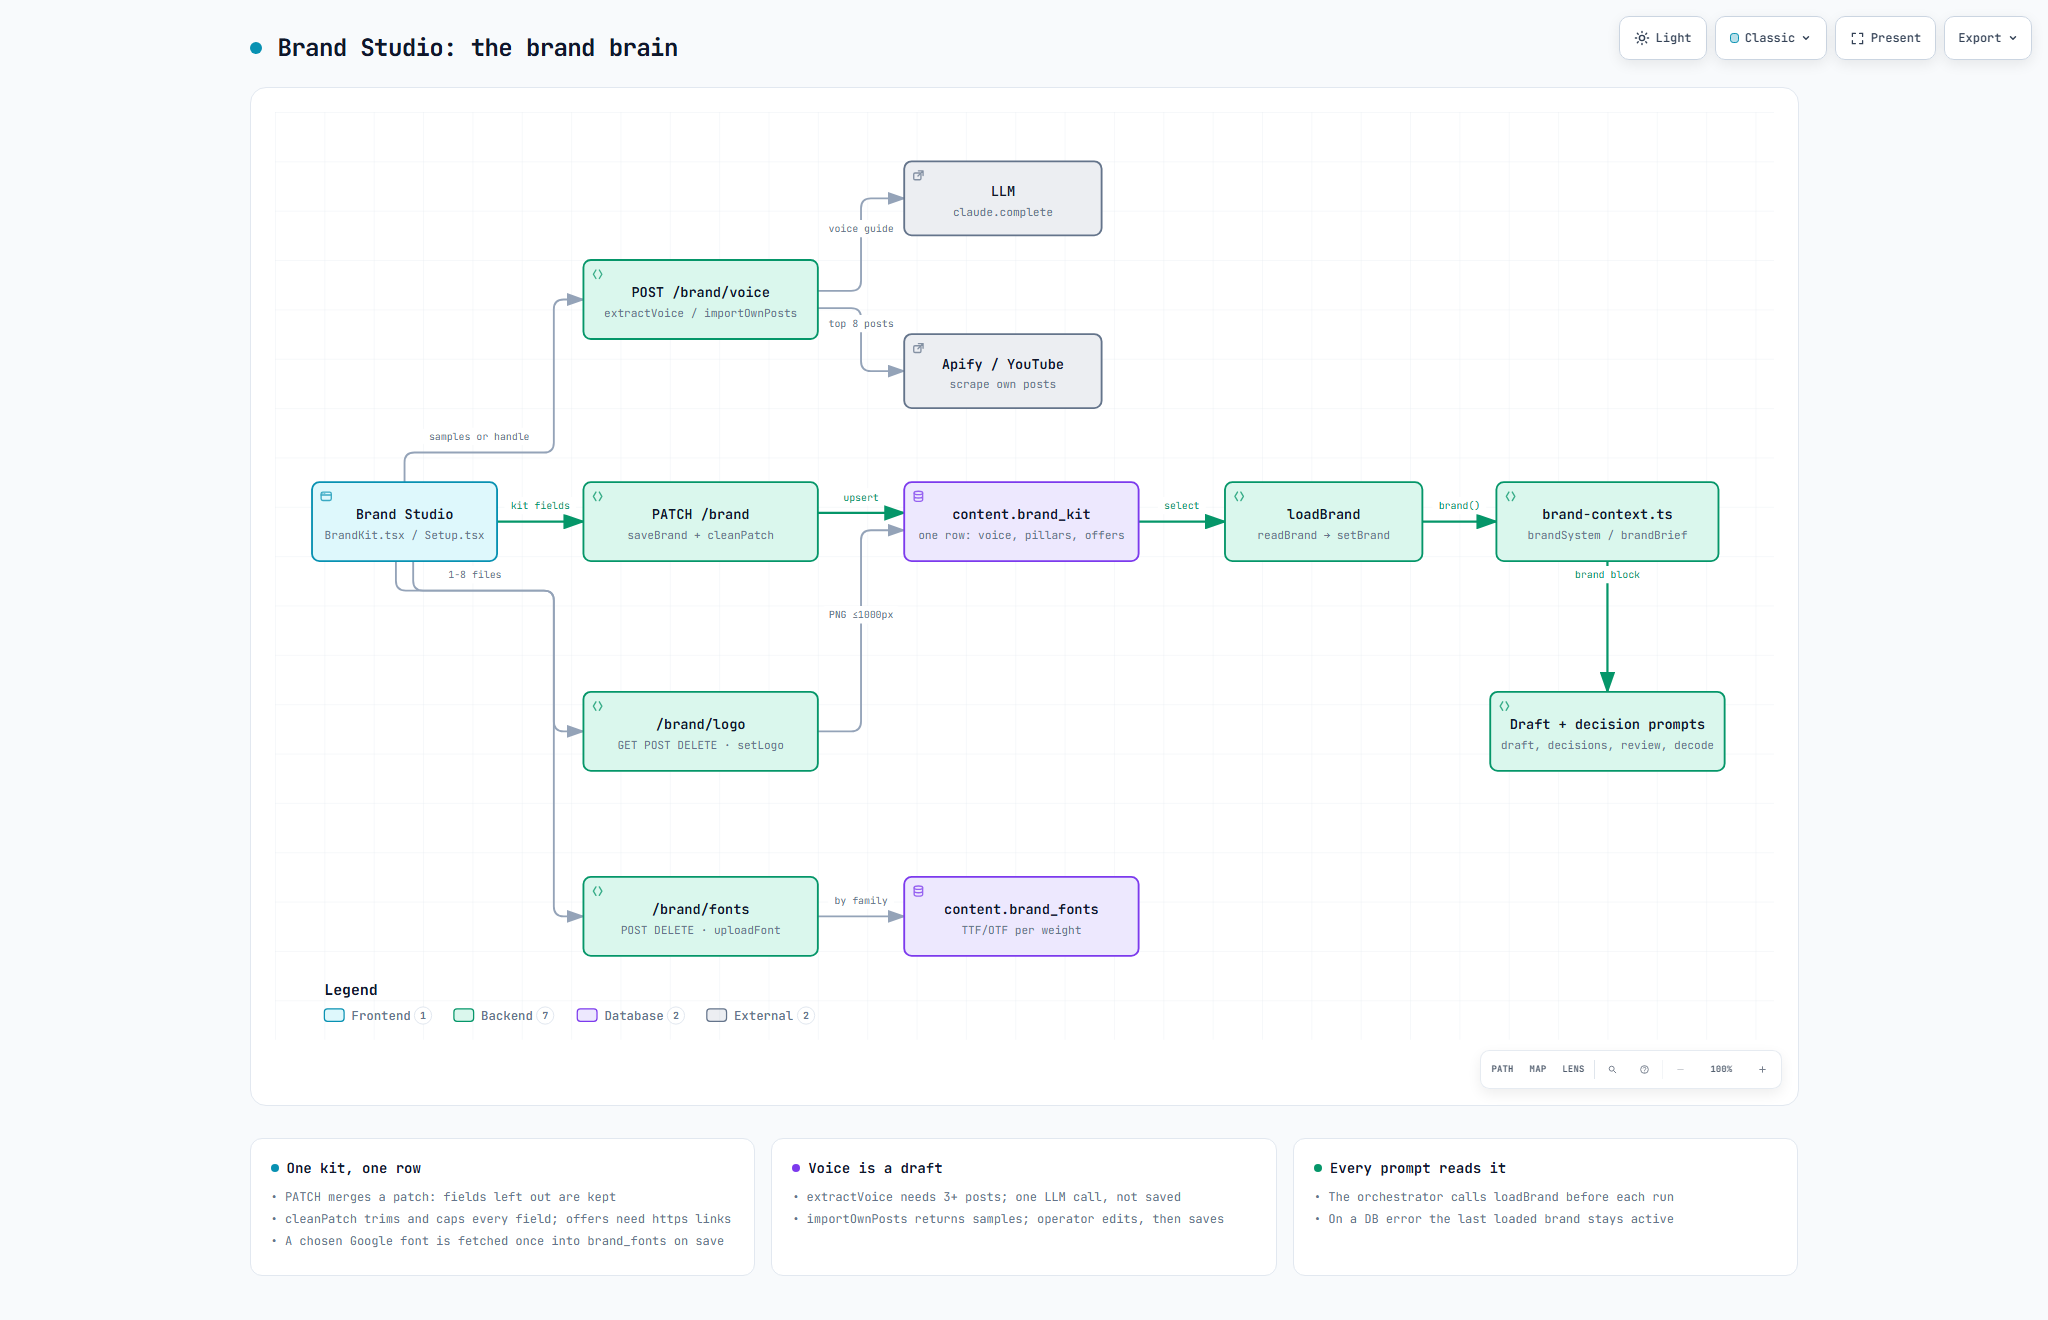 Brand Studio: the brand brain
Light
Classic
Present
Export
LLM
claude.complete
voice guide
POST /brand/voice
extractVoice / importOwnPosts
top 8 posts
Apify / YouTube
scrape own posts
samples or handle
Brand Studio
BrandKit.tsx / Setup.tsx
kit fields
PATCH /brand
saveBrand + cleanPatch
upsert
content.brand_kit
one row: voice, pillars, offers
select
loadBrand
readBrand → setBrand
brand()
brand-context.ts
brandSystem / brandBrief
1-8 files
brand block
PNG ≤1000px
/brand/logo
GET POST DELETE · setLogo
Draft + decision prompts
draft, decisions, review, decode
/brand/fonts
POST DELETE · uploadFont
by family
content.brand_fonts
TTF/OTF per weight
Legend
Frontend 1
Backend 7
Database 2
External 2
PATH MAP LENS 100%
One kit, one row
• PATCH merges a patch: fields left out are kept
• cleanPatch trims and caps every field; offers need https links
• A chosen Google font is fetched once into brand_fonts on save
Voice is a draft
• extractVoice needs 3+ posts; one LLM call, not saved
• importOwnPosts returns samples; operator edits, then saves
Every prompt reads it
• The orchestrator calls loadBrand before each run
• On a DB error the last loaded brand stays active